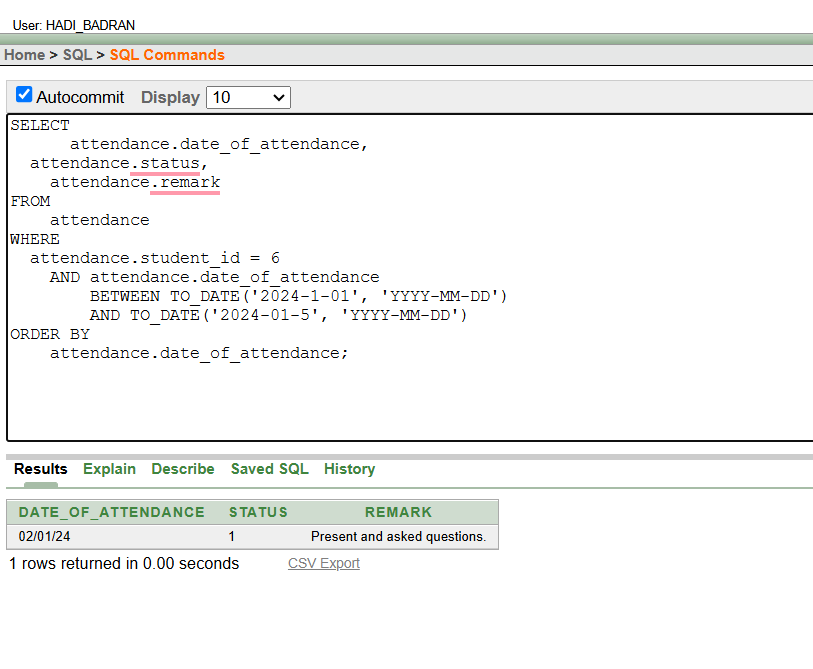 User: HADI_BADRAN
Home > SQL > SQL Commands
Autocommit Display 10
SELECT
attendance.date_of_attendance,
attendance.status,
attendance.remark
FROM
attendance
WHERE
attendance.student_id = 6
AND attendance.date_of_attendance
BETWEEN TO_DATE('2024-1-01', 'YYYY-MM-DD')
AND TO_DATE('2024-01-5', 'YYYY-MM-DD')
ORDER BY
attendance.date_of_attendance;
Results Explain Describe Saved SQL History
DATE_OF_ATTENDANCE STATUS REMARK
02/01/24 1 Present and asked questions.
1 rows returned in 0.00 seconds CSV Export